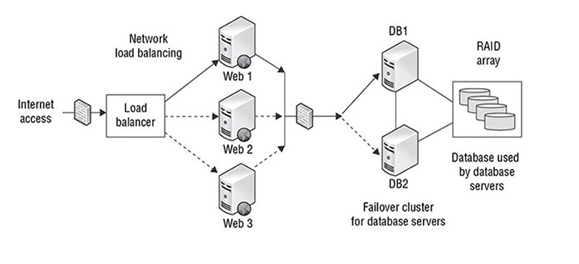 Network
load balancing
Internet
access
Load
balancer
Web 1
Web 2
Web 3
DB1
DB2
Failover cluster
for database servers
RAID
array
Database used
by database
servers